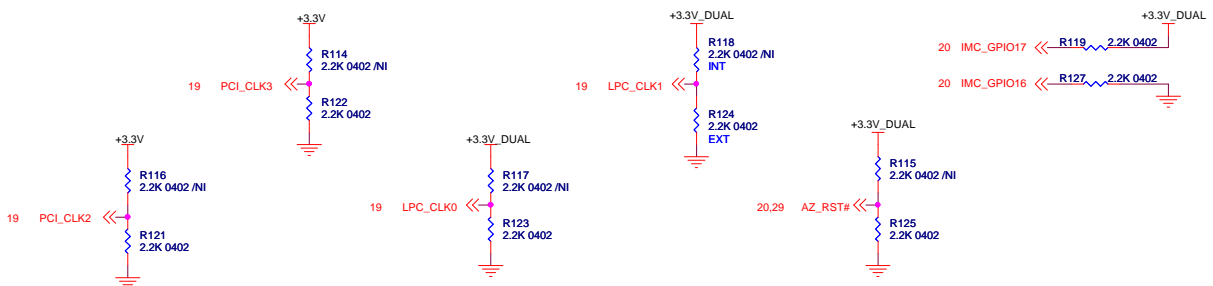 +3.3V
R114
2.2K 0402 /NI
19 PCI_CLK3
R122
2.2K 0402
+3.3V_DUAL
R118
2.2K 0402 /NI
INT
19 LPC_CLK1
R124
2.2K 0402
EXT
+3.3V_DUAL
20 IMC_GPIO17 R119 2.2K 0402
20 IMC_GPIO16 R127 2.2K 0402
+3.3V
R116
2.2K 0402 /NI
19 PCI_CLK2
R121
2.2K 0402
+3.3V_DUAL
R117
2.2K 0402 /NI
19 LPC_CLK0
R123
2.2K 0402
+3.3V_DUAL
R115
2.2K 0402 /NI
20,29 AZ_RST#
R125
2.2K 0402